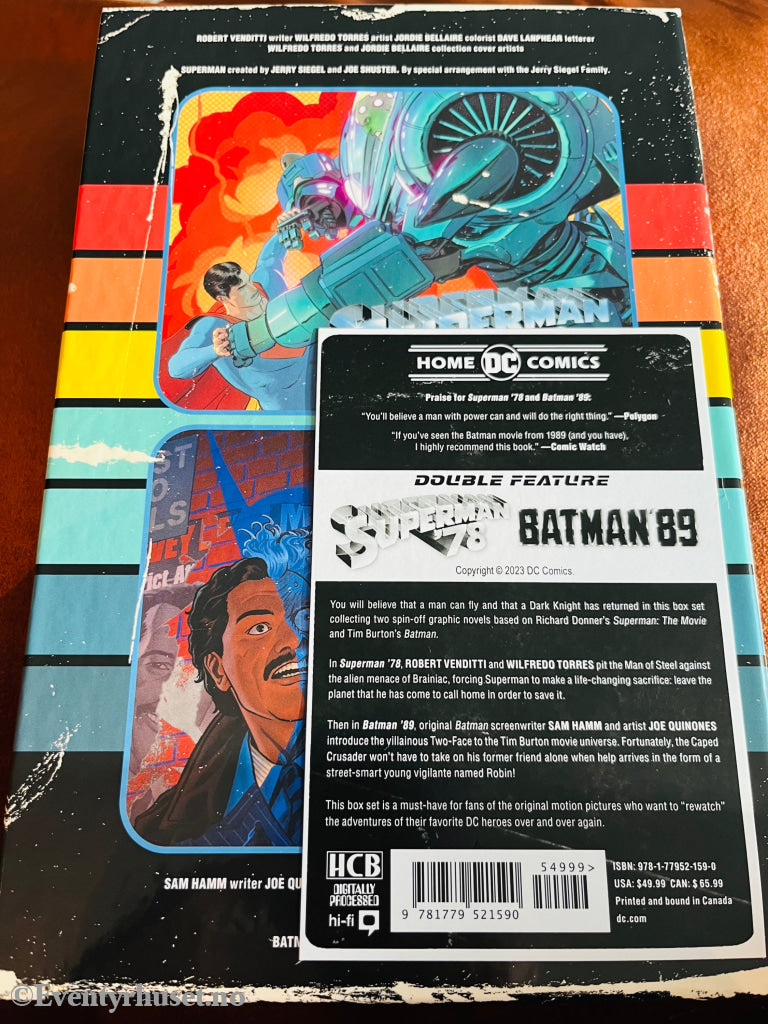 ROBERT VENDITTI writer WILFREDO TORRES artist JORDIE BELLAIRE colorist DAVE LANPHEAR letterer
WILFREDO TORRES and JORDIE BELLAIRE collection cover artists
SUPERMAN created by JERRY SIEGEL and JOE SHUSTER. By special arrangement with the Jerry Siegel Family.
SUPERMAN
HOME DC COMICS
Praise for Superman '78 and Batman '89:
"You'll believe a man with power can and will do the right thing." —Polygon
"If you've seen the Batman movie from 1989 (and you have),
I highly recommend this book." —Comic Watch
DOUBLE FEATURE
SUPERMAN '78 BATMAN '89
Copyright © 2023 DC Comics
You will believe that a man can fly and that a Dark Knight has returned in this box set
collecting two spin-off graphic novels based on Richard Donner's Superman: The Movie
and Tim Burton's Batman.
In Superman '78, ROBERT VENDITTI and WILFREDO TORRES pit the Man of Steel against
the alien menace of Brainiac, forcing Superman to make a life-changing sacrifice: leave the
planet that he has come to call home in order to save it.
Then in Batman '89, original Batman screenwriter SAM HAMM and artist JOE QUINONES
introduce the villainous Two-Face to the Tim Burton movie universe. Fortunately, the Caped
Crusader won't have to take on his former friend alone when help arrives in the form of a
street-smart young vigilante named Robin!
This box set is a must-have for fans of the original motion pictures who want to "rewatch"
the adventures of their favorite DC heroes over and over again.
HCB
DIGITALLY
PROCESSED
hi-fi
54999>
9 781779 521590
ISBN: 978-1-77952-159-0
USA: $49.99 CAN: $65.99
Printed and bound in Canada
dc.com
ST
O
LS
SAM HAMM writer JOE QU
BATM
©Eventyrhuset.no